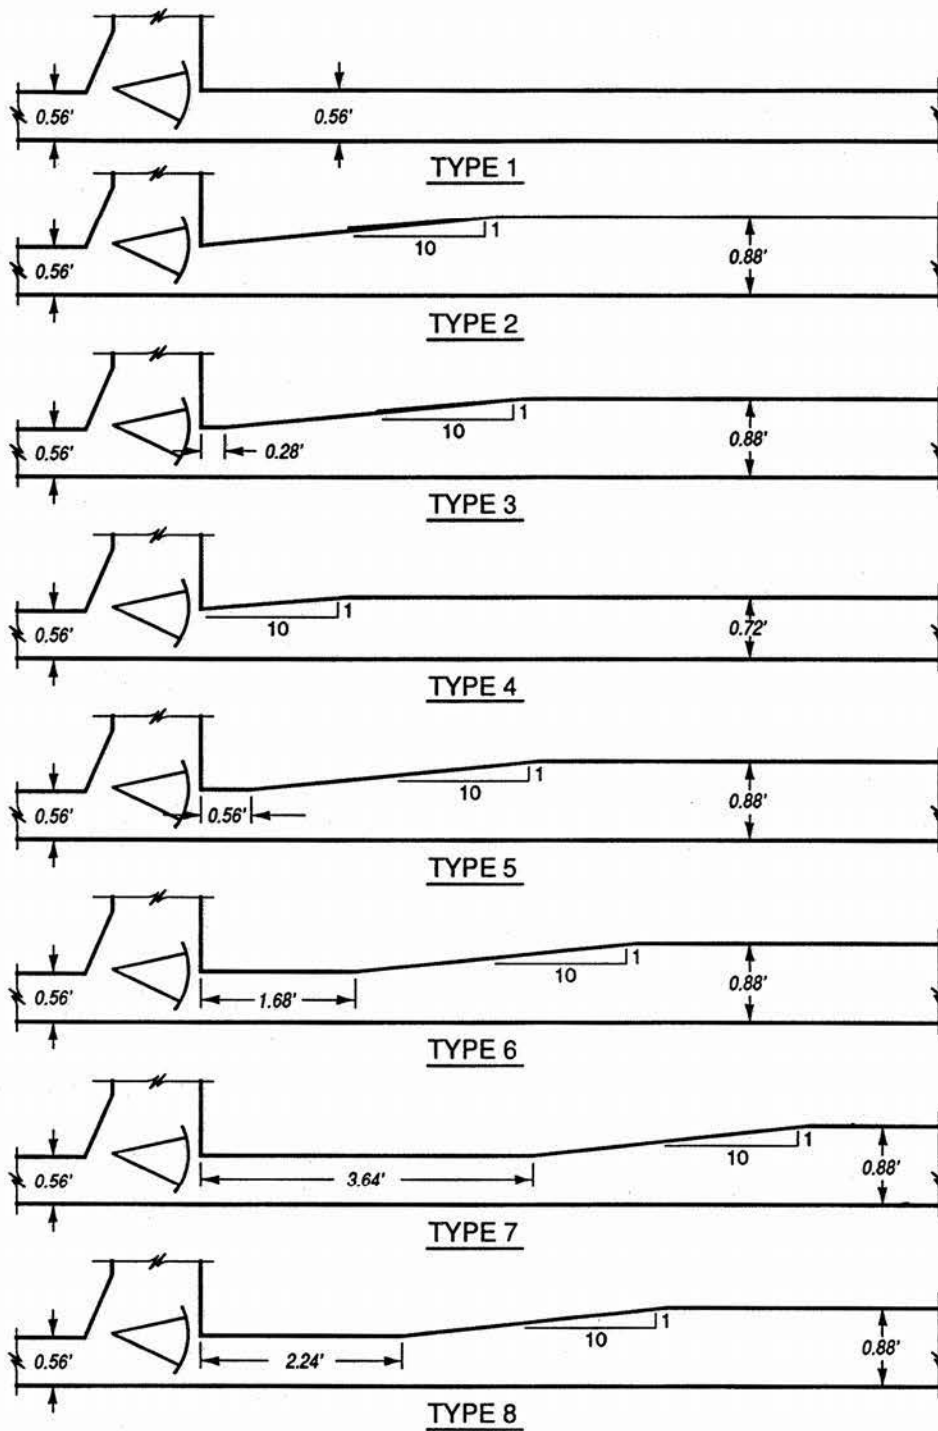 0.56' 0.56'
TYPE 1
0.56' 10 1 0.88'
TYPE 2
0.56' 0.28' 10 1 0.88'
TYPE 3
0.56' 10 1 0.72'
TYPE 4
0.56' 0.56' 10 1 0.88'
TYPE 5
0.56' 1.68' 10 1 0.88'
TYPE 6
0.56' 3.64' 10 1 0.88'
TYPE 7
0.56' 2.24' 10 1 0.88'
TYPE 8